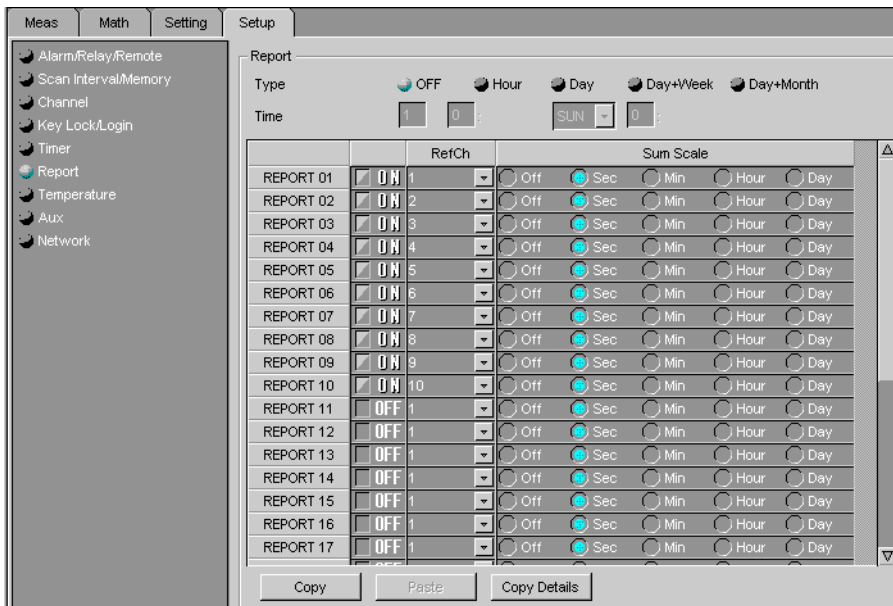 Meas Math Setting Setup
Alarm/Relay/Remote
Scan Interval/Memory
Channel
Key Lock/Login
Timer
Report
Temperature
Aux
Network
Report
Type OFF Hour Day Day+Week Day+Month
Time 1 0 : SUN 0 :
RefCh Sum Scale
REPORT 01 ON 1 Off Sec Min Hour Day
REPORT 02 ON 2 Off Sec Min Hour Day
REPORT 03 ON 3 Off Sec Min Hour Day
REPORT 04 ON 4 Off Sec Min Hour Day
REPORT 05 ON 5 Off Sec Min Hour Day
REPORT 06 ON 6 Off Sec Min Hour Day
REPORT 07 ON 7 Off Sec Min Hour Day
REPORT 08 ON 8 Off Sec Min Hour Day
REPORT 09 ON 9 Off Sec Min Hour Day
REPORT 10 ON 10 Off Sec Min Hour Day
REPORT 11 OFF 1 Off Sec Min Hour Day
REPORT 12 OFF 1 Off Sec Min Hour Day
REPORT 13 OFF 1 Off Sec Min Hour Day
REPORT 14 OFF 1 Off Sec Min Hour Day
REPORT 15 OFF 1 Off Sec Min Hour Day
REPORT 16 OFF 1 Off Sec Min Hour Day
REPORT 17 OFF 1 Off Sec Min Hour Day
Copy Paste Copy Details